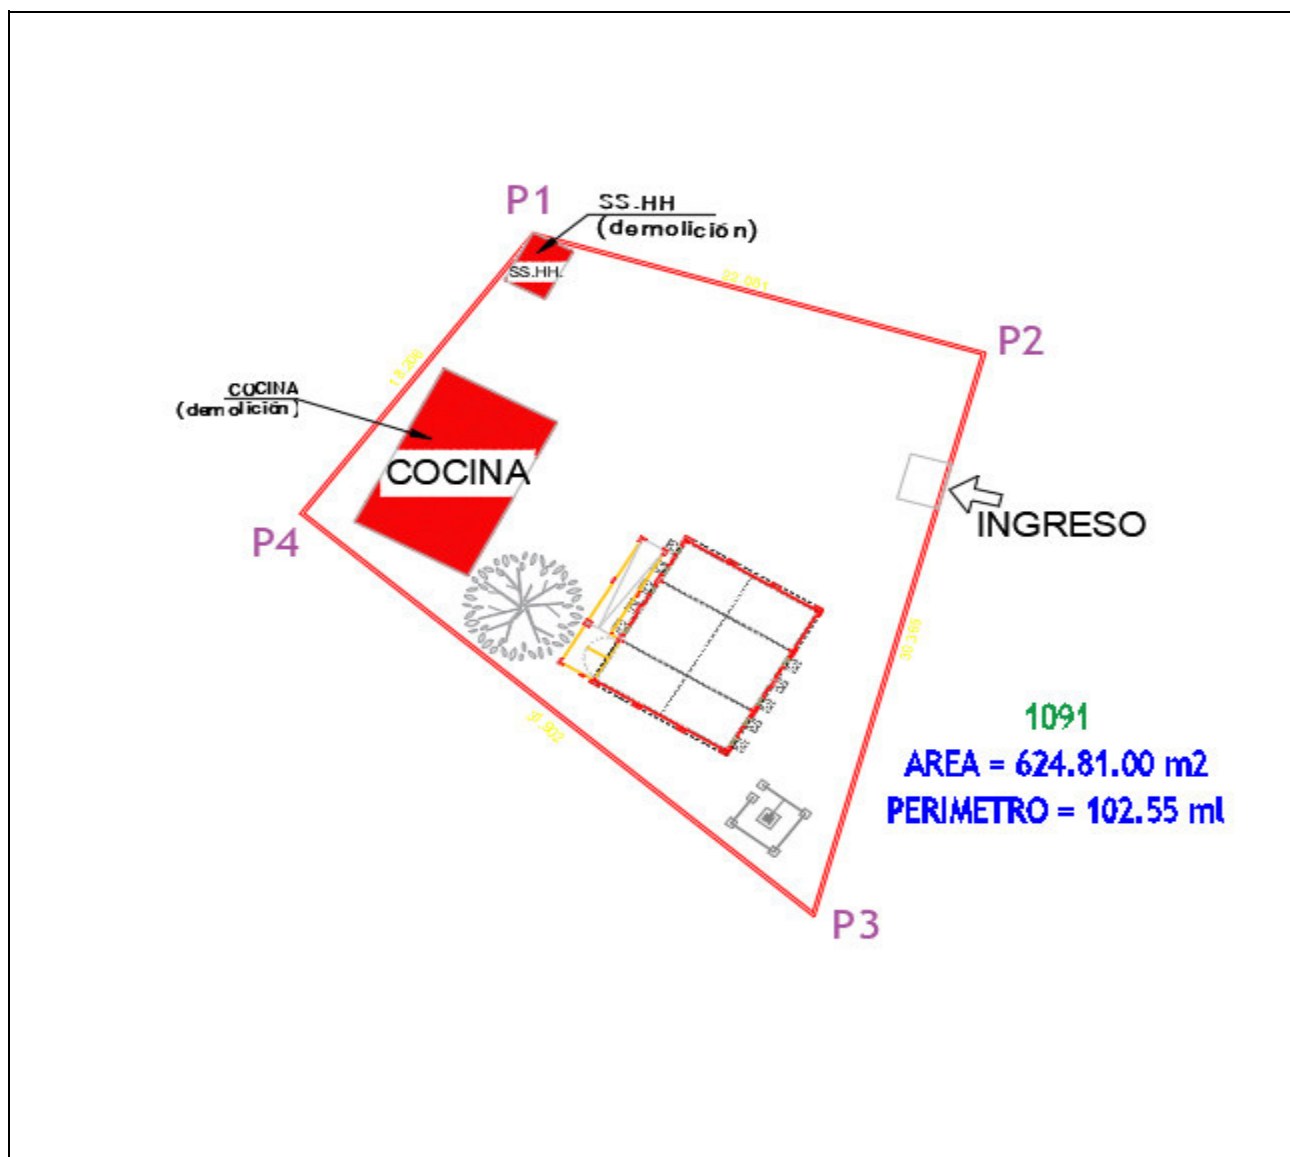 P1
SS.HH
(demolición)
SS.HH.
P2
COCINA
(demolición)
COCINA
P4
INGRESO
1091
AREA = 624.81.00 m2
PERIMETRO = 102.55 ml
P3